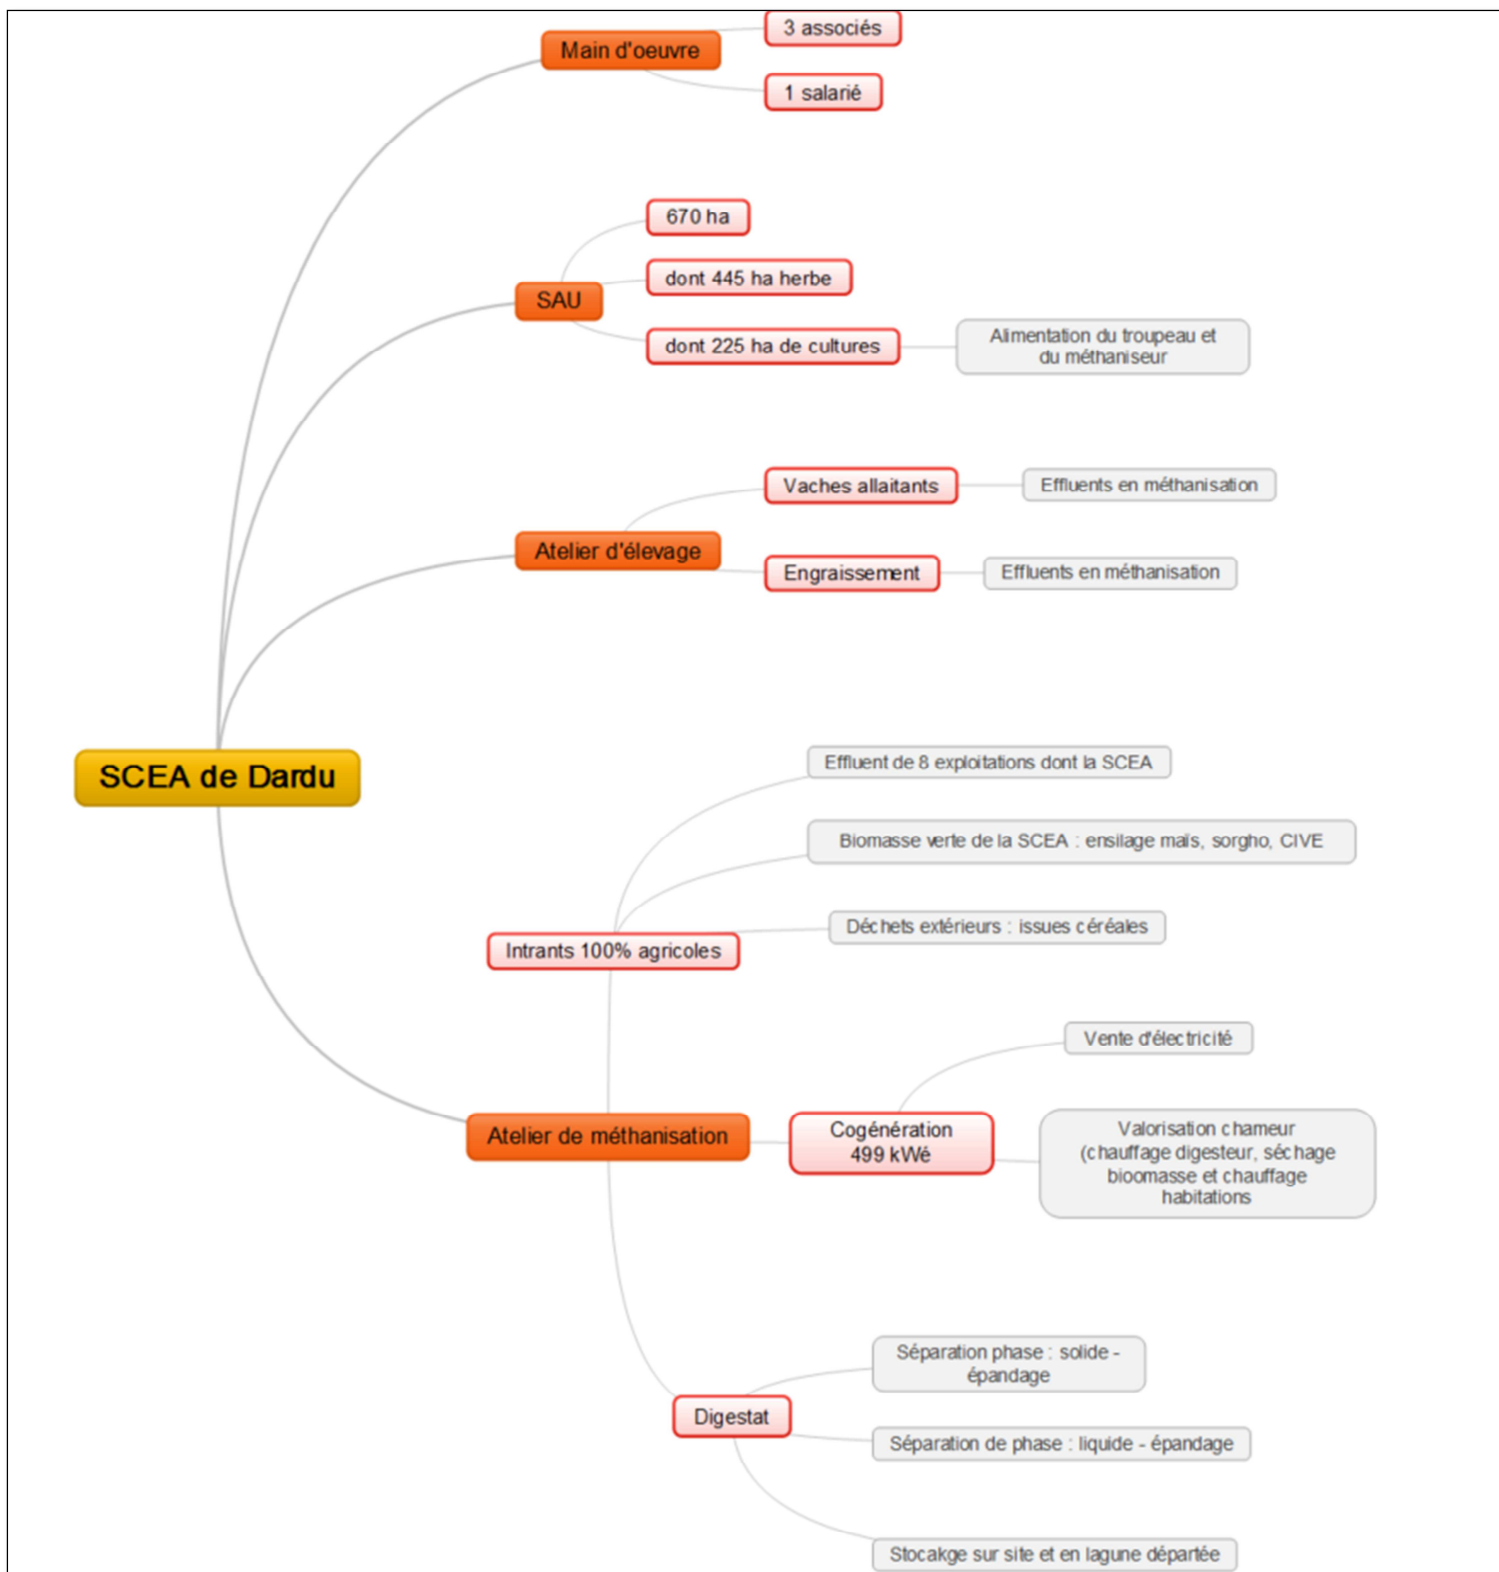 3 associés
Main d'oeuvre
1 salarié
670 ha
dont 445 ha herbe
SAU
dont 225 ha de cultures
Alimentation du troupeau et
du méthaniseur
Vaches allaitants
Effluents en méthanisation
Atelier d'élevage
Engraissement
Effluents en méthanisation
SCEA de Dardu
Effluent de 8 exploitations dont la SCEA
Biomasse verte de la SCEA : ensilage maïs, sorgho, CIVE
Déchets extérieurs : issues céréales
Intrants 100% agricoles
Vente d'électricité
Atelier de méthanisation
Cogénération
499 kWé
Valorisation chameur
(chauffage digesteur, séchage
bioomasse et chauffage
habitations
Séparation phase : solide -
épandage
Digestat
Séparation de phase : liquide - épandage
Stocakge sur site et en lagune départée